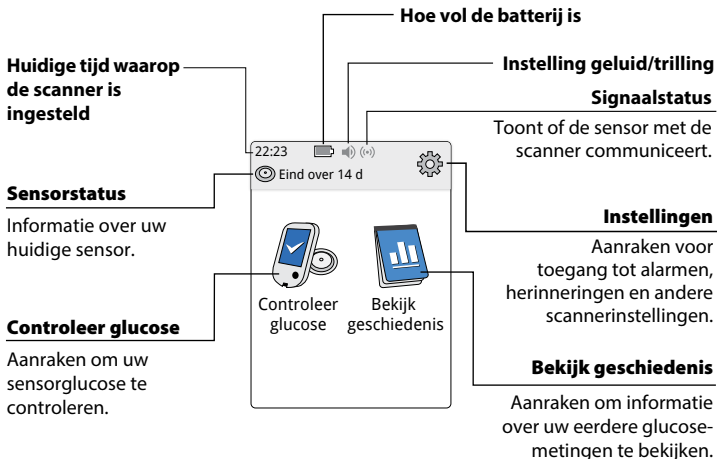 Hoe vol de batterij is
Huidige tijd waarop
de scanner is
ingesteld
Instelling geluid/trilling
Signaalstatus
Toont of de sensor met de
scanner communiceert.
22:23
Eind over 14 d
Sensorstatus
Informatie over uw
huidige sensor.
Instellingen
Aanraken voor
toegang tot alarmen,
herinneringen en andere
scannerinstellingen.
Controleer
glucose
Bekijk
geschiedenis
Controleer glucose
Aanraken om uw
sensorglucose te
controleren.
Bekijk geschiedenis
Aanraken om informatie
over uw eerdere glucose-
metingen te bekijken.